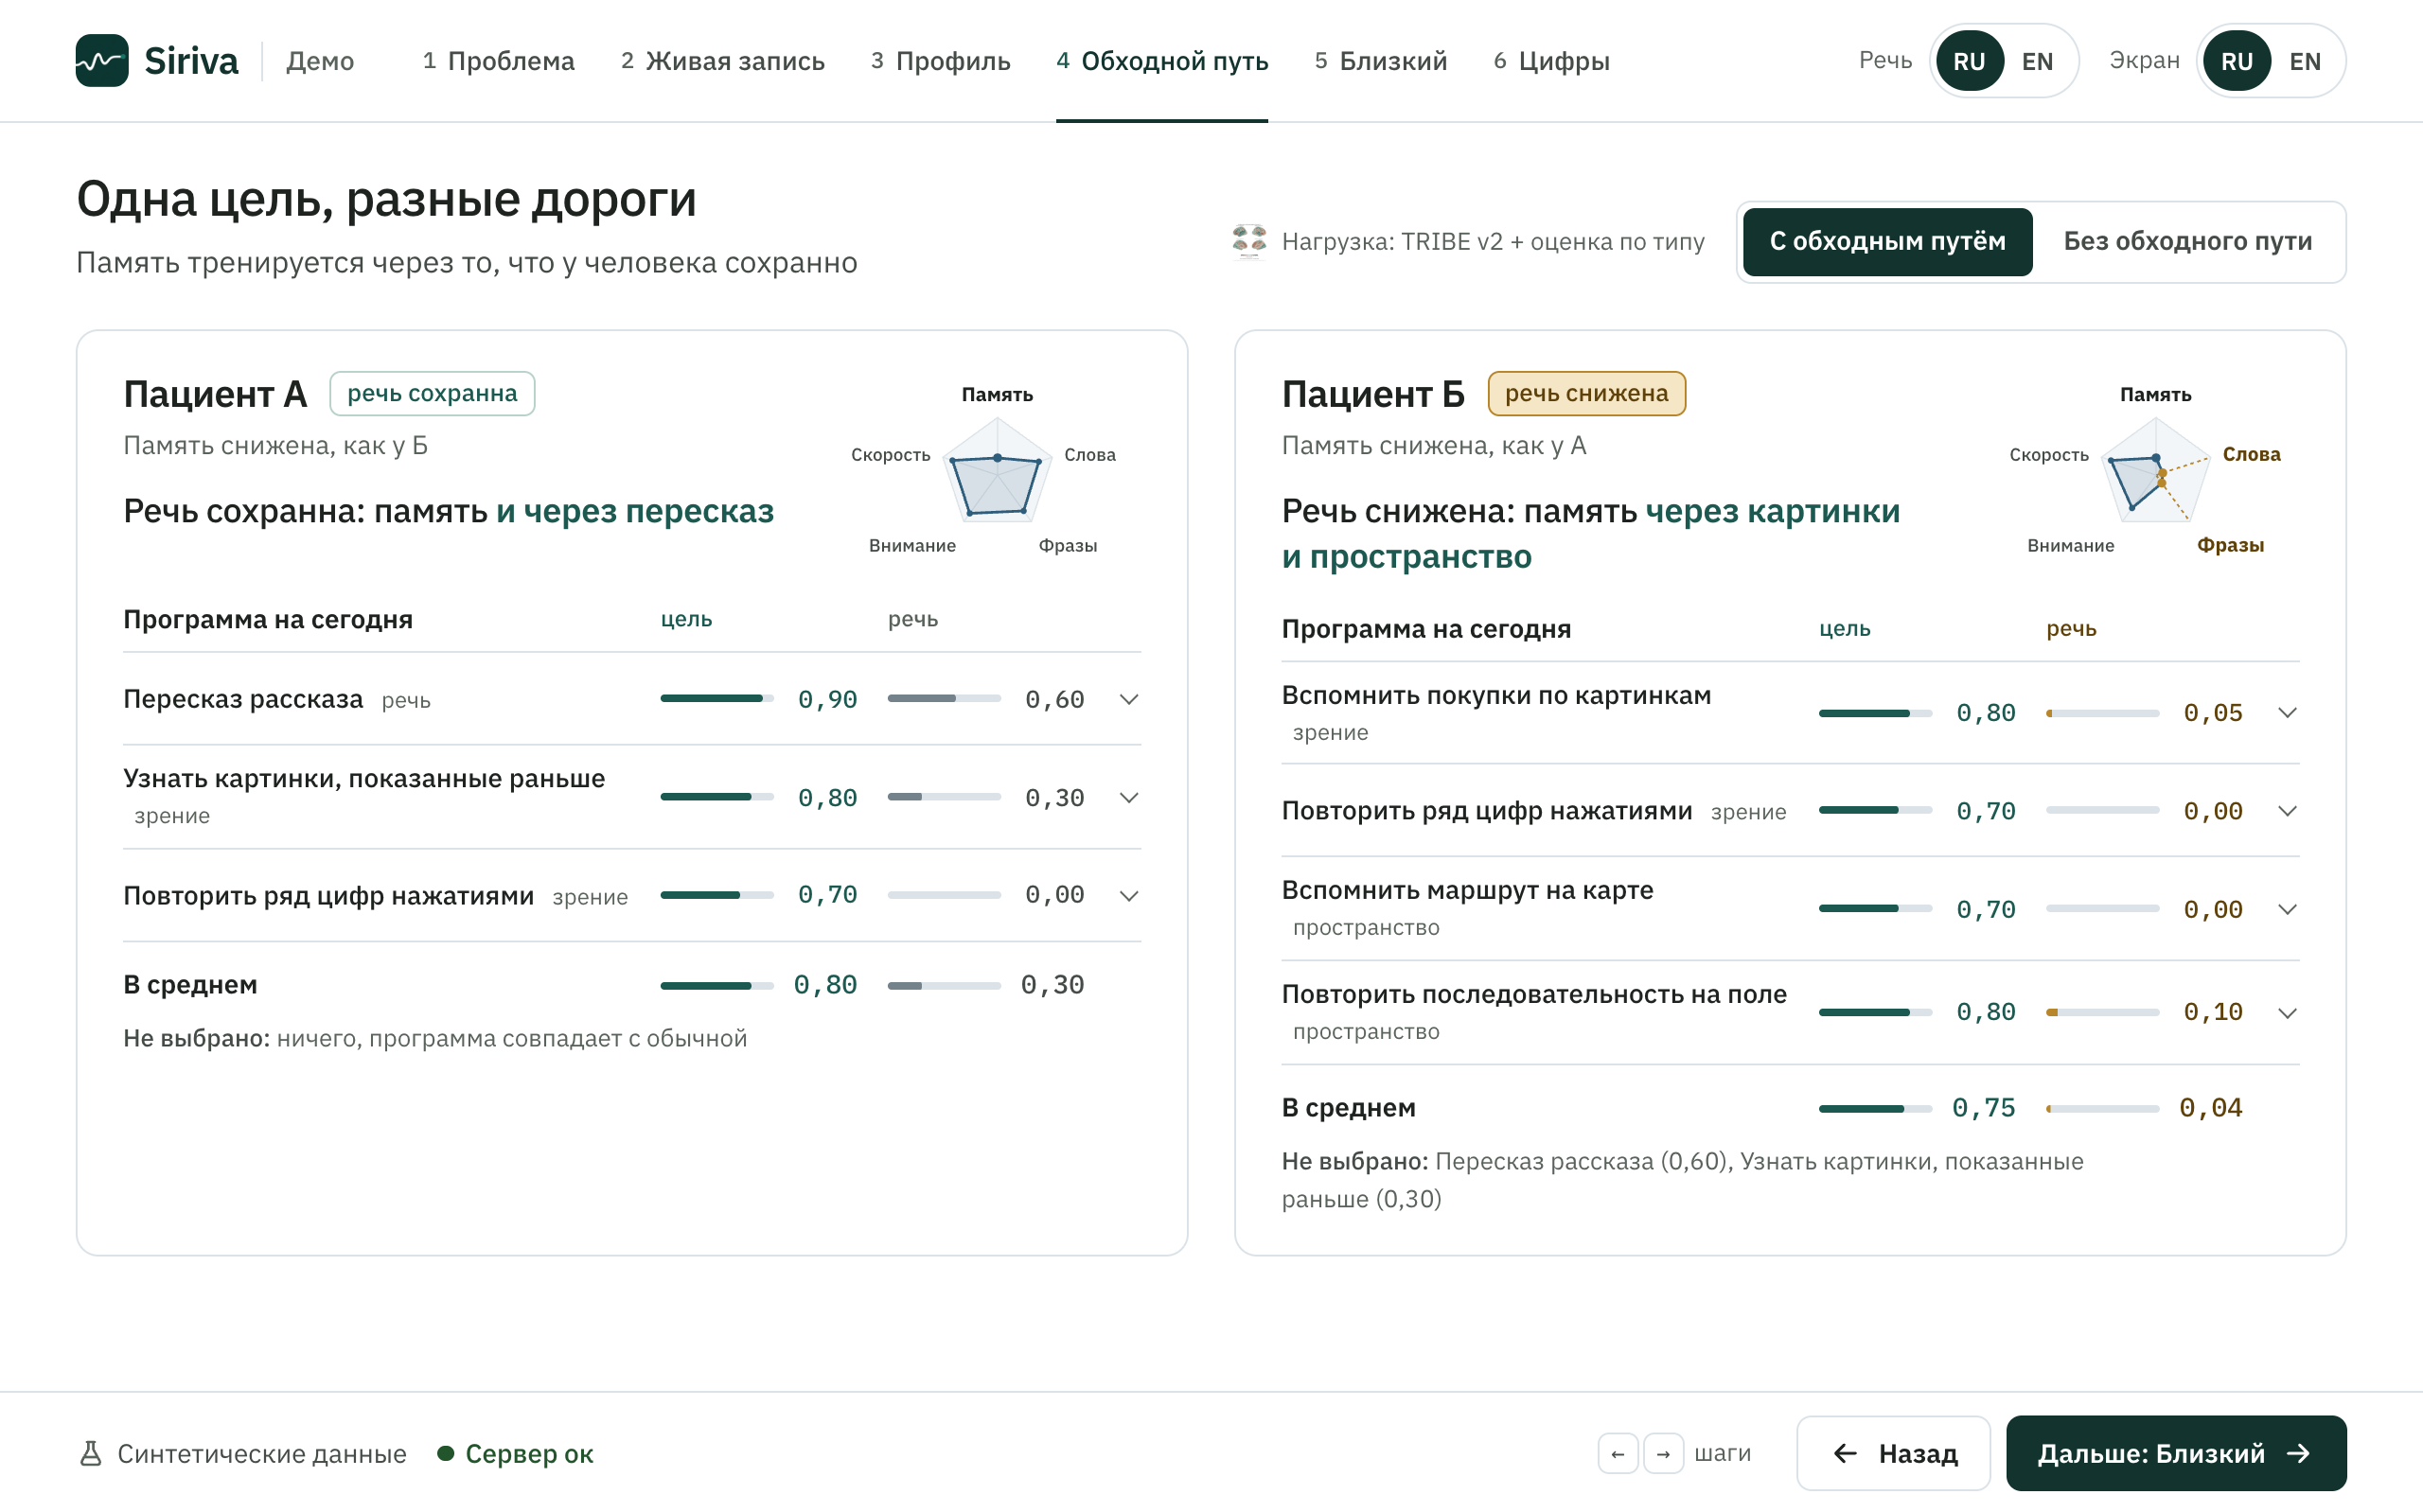 Siriva
Демо
1 Проблема
2 Живая запись
3 Профиль
4 Обходной путь
5 Близкий
6 Цифры
Речь
RU
EN
Экран
RU
EN
Одна цель, разные дороги
Память тренируется через то, что у человека сохранно
Нагрузка: TRIBE v2 + оценка по типу
С обходным путём
Без обходного пути
Пациент А
речь сохранна
Память снижена, как у Б
Речь сохранна: память и через пересказ
Память
Скорость
Слова
Внимание
Фразы
Программа на сегодня
цель
речь
Пересказ рассказа речь
0,90
0,60
Узнать картинки, показанные раньше
зрение
0,80
0,30
Повторить ряд цифр нажатиями зрение
0,70
0,00
В среднем
0,80
0,30
Не выбрано: ничего, программа совпадает с обычной
Пациент Б
речь снижена
Память снижена, как у А
Речь снижена: память через картинки
и пространство
Память
Скорость
Слова
Внимание
Фразы
Программа на сегодня
цель
речь
Вспомнить покупки по картинкам
зрение
0,80
0,05
Повторить ряд цифр нажатиями зрение
0,70
0,00
Вспомнить маршрут на карте
пространство
0,70
0,00
Повторить последовательность на поле
пространство
0,80
0,10
В среднем
0,75
0,04
Не выбрано: Пересказ рассказа (0,60), Узнать картинки, показанные
раньше (0,30)
Синтетические данные
Сервер ок
← → шаги
← Назад
Дальше: Близкий →